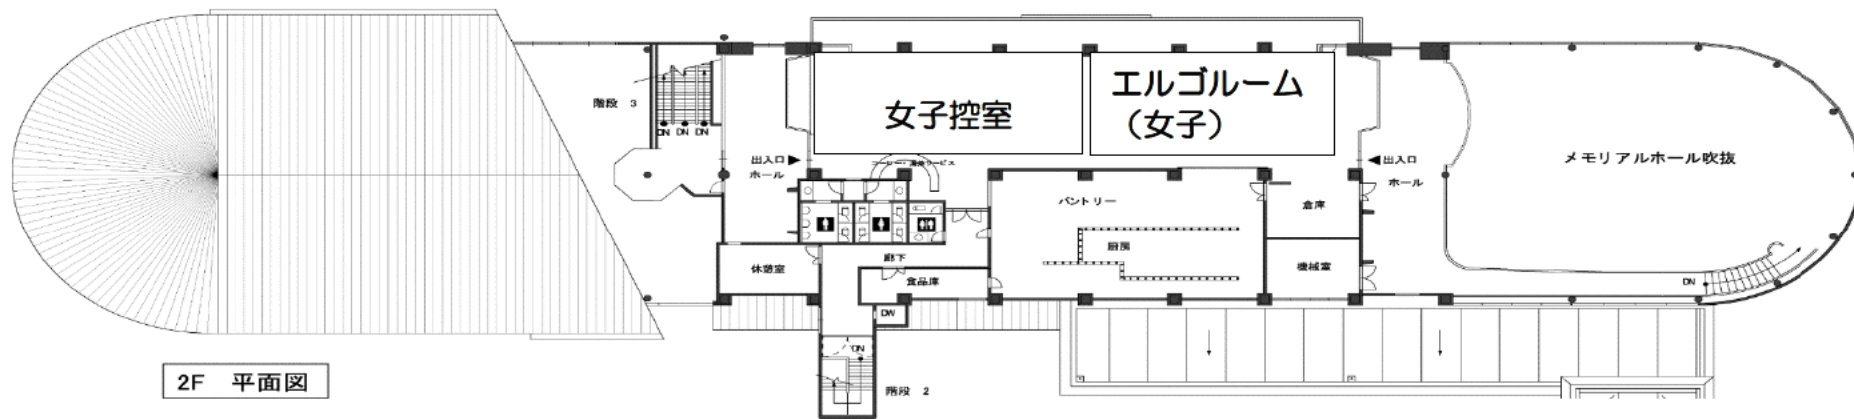 階段 3
DN DN DN
出入口
ホール
女子控室
エルゴルーム
（女子）
出入口
ホール
メモリアルホール吹抜
パントリー
倉庫
厨房
廊下
休憩室
食品庫
機械室
DN
DW
DN
階段 2
2F 平面図